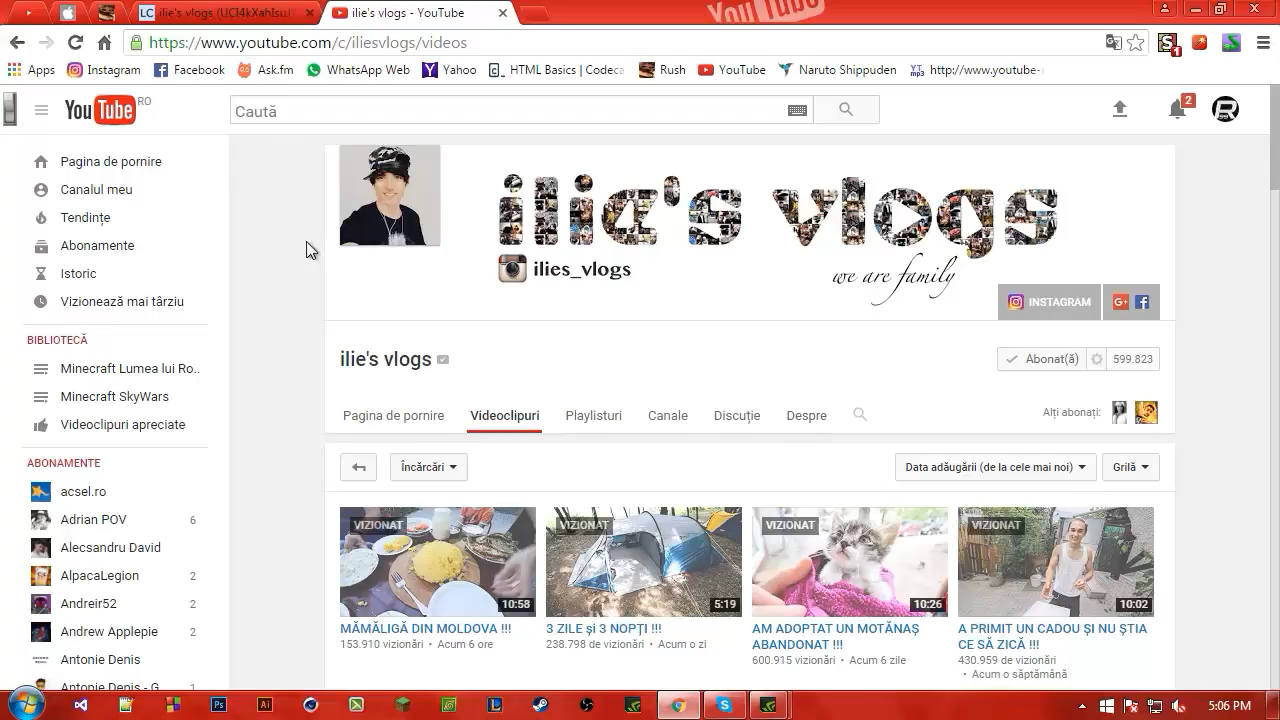 ilie's vlogs (UCI4kXahIsu
ilie's vlogs - YouTube
You Tube
https://www.youtube.com/c/iliesvlogs/videos
1
Apps
Instagram
Facebook
Ask.fm
WhatsApp Web
Yahoo
HTML Basics | Codeca
Rush
YouTube
Naruto Shippuden
http://www.youtube-
YouTube RO
Caută
2
Pagina de pornire
Canalul meu
Tendințe
Abonamente
Istoric
Vizionează mai târziu
BIBLIOTECĂ
Minecraft Lumea lui Ro..
Minecraft SkyWars
Videoclipuri apreciate
ABONAMENTE
acsel.ro
Adrian POV 6
Alecsandru David
AlpacaLegion 2
Andreir52 2
Andrew Applepie 2
Antonie Denis
Antonie Denis - G 1
ilie's vlogs
ilies_vlogs
we are family
INSTAGRAM
ilie's vlogs
Abonat(ă) 599.823
Pagina de pornire
Videoclipuri
Playlisturi
Canale
Discuție
Despre
Alți abonați:
Încărcări
Data adăugării (de la cele mai noi)
Grilă
VIZIONAT
10:58
MĂMĂLIGĂ DIN MOLDOVA !!!
153.910 vizionări • Acum 6 ore
VIZIONAT
5:19
3 ZILE și 3 NOPȚI !!!
238.798 de vizionări • Acum o zi
VIZIONAT
10:26
AM ADOPTAT UN MOTĂNAȘ
ABANDONAT !!!
600.915 vizionări • Acum 6 zile
VIZIONAT
10:02
A PRIMIT UN CADOU ȘI NU ȘTIA
CE SĂ ZICĂ !!!
430.959 de vizionări
• Acum o săptămână
5:06 PM